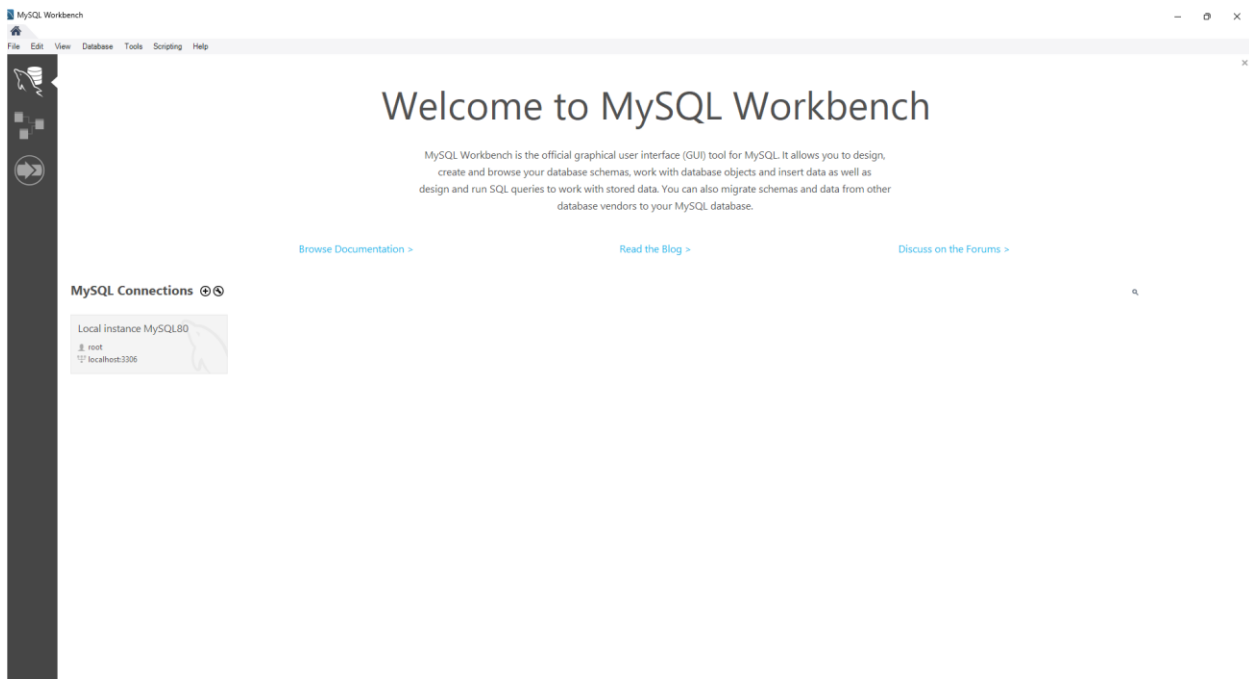 MySQL Workbench
File Edit View Database Tools Scripting Help
Welcome to MySQL Workbench
MySQL Workbench is the official graphical user interface (GUI) tool for MySQL. It allows you to design,
create and browse your database schemas, work with database objects and insert data as well as
design and run SQL queries to work with stored data. You can also migrate schemas and data from other
database vendors to your MySQL database.
Browse Documentation > Read the Blog > Discuss on the Forums >
MySQL Connections
Local instance MySQL80
root
localhost:3306